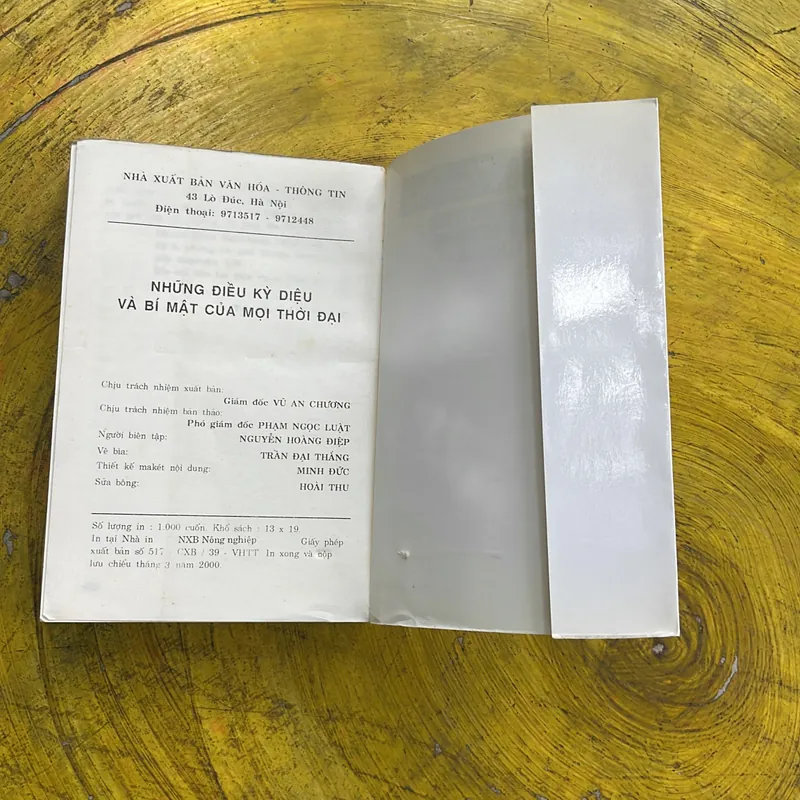 NHÀ XUẤT BẢN VĂN HÓA - THÔNG TIN
43 Lò Đúc, Hà Nội
Điện thoại: 9713517 - 9712448
NHỮNG ĐIỀU KỲ DIỆU
VÀ BÍ MẬT CỦA MỌI THỜI ĐẠI
Chịu trách nhiệm xuất bản:
Giám đốc VŨ AN CHƯƠNG
Chịu trách nhiệm bản thảo:
Phó giám đốc PHẠM NGỌC LUẬT
Người biên tập: NGUYỄN HOÀNG ĐIỆP
Vẽ bìa: TRẦN ĐẠI THẮNG
Thiết kế makét nội dung: MINH ĐỨC
Sửa bông: HOÀI THU
Số lượng in : 1.000 cuốn. Khổ sách : 13 x 19.
In tại Nhà in NXB Nông nghiệp Giấy phép
xuất bản số 517 CXB / 39 - VHTT In xong và nộp
lưu chiểu tháng 3 năm 2000.